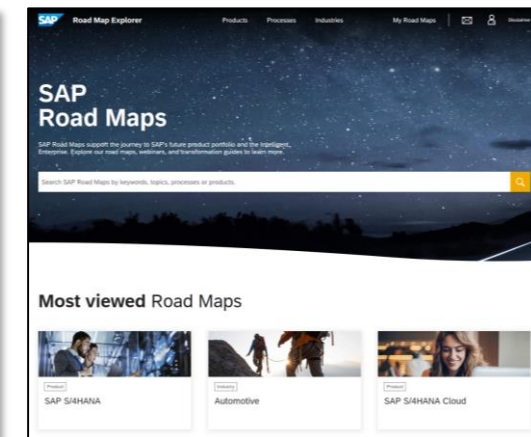 SAP Road Map Explorer Products Processes Industries My Road Maps Disclaimer
SAP
Road Maps
SAP Road Maps support the journey to SAP's future product portfolio and the Intelligent
Enterprise. Explore our road maps, webinars, and transformation guides to learn more.
Search SAP Road Maps by keywords, topics, processes or products.
Most viewed Road Maps
Product Industry Product
SAP S/4HANA Automotive SAP S/4HANA Cloud